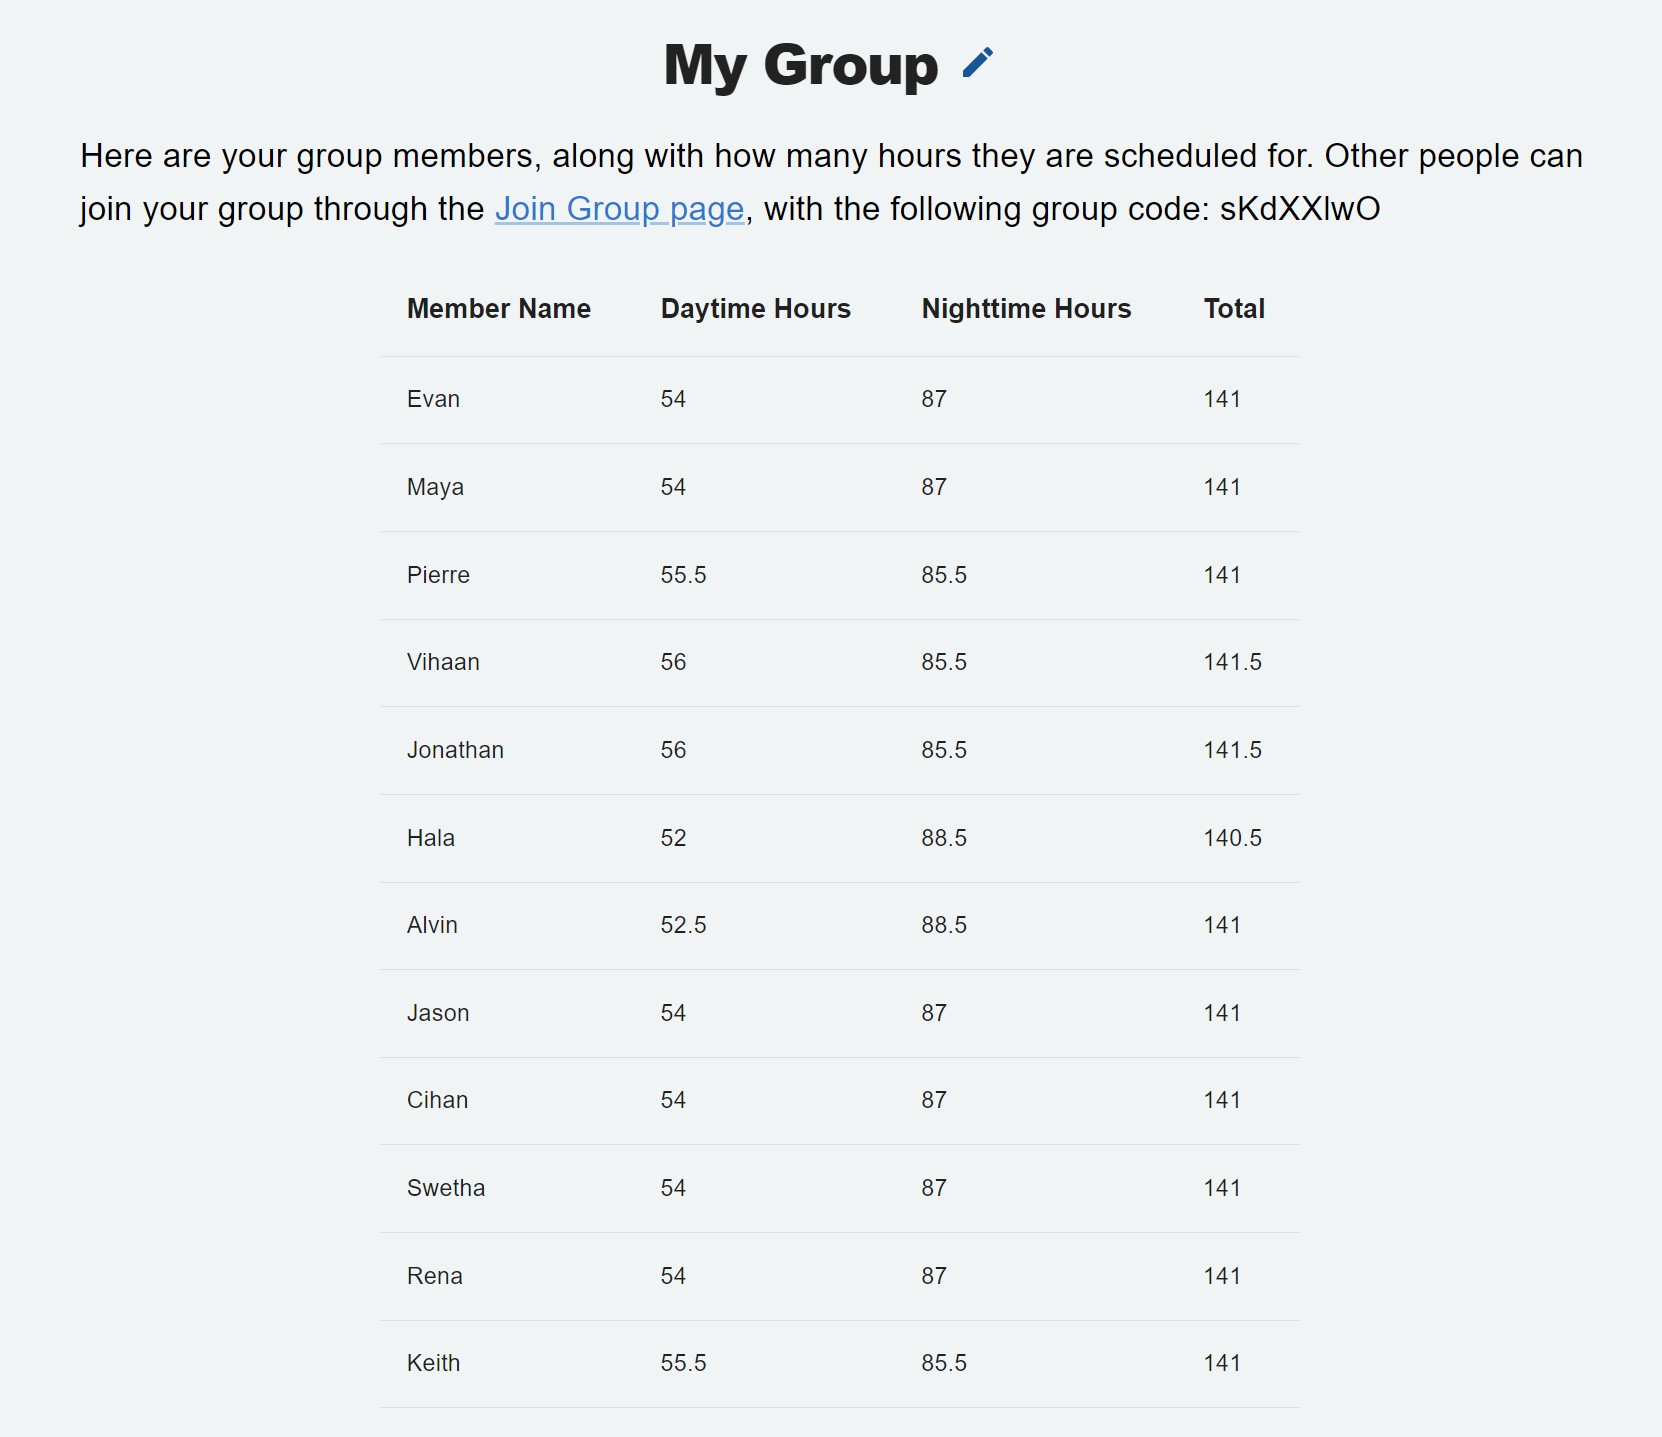 My Group
Here are your group members, along with how many hours they are scheduled for. Other people can
join your group through the Join Group page, with the following group code: sKdXXlwO
Member Name Daytime Hours Nighttime Hours Total
Evan 54 87 141
Maya 54 87 141
Pierre 55.5 85.5 141
Vihaan 56 85.5 141.5
Jonathan 56 85.5 141.5
Hala 52 88.5 140.5
Alvin 52.5 88.5 141
Jason 54 87 141
Cihan 54 87 141
Swetha 54 87 141
Rena 54 87 141
Keith 55.5 85.5 141